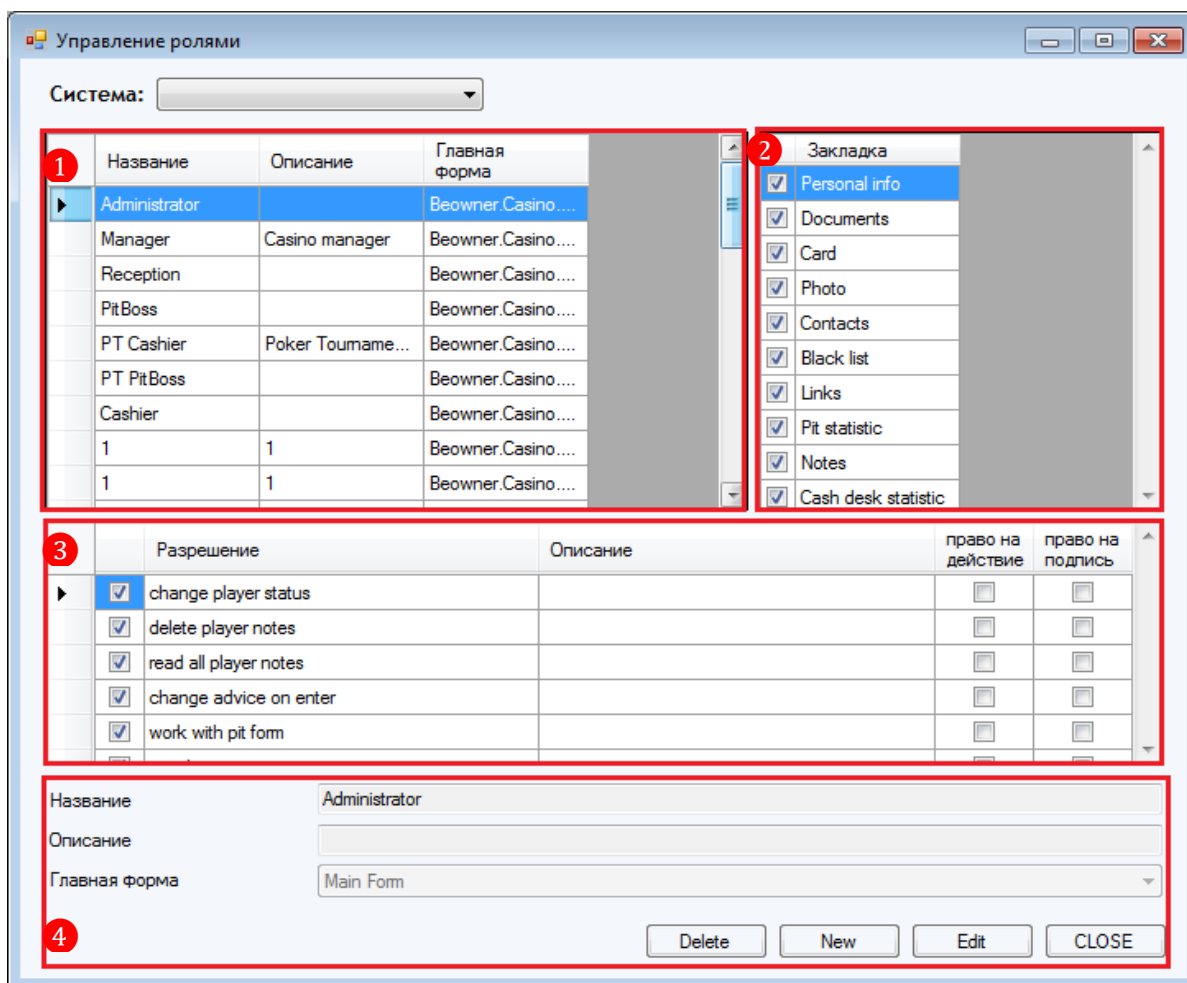 Управление ролями
Система:
1
Название Описание Главная форма
Administrator Beowner.Casino....
Manager Casino manager Beowner.Casino....
Reception Beowner.Casino....
PitBoss Beowner.Casino....
PT Cashier Poker Tourname... Beowner.Casino....
PT PitBoss Beowner.Casino....
Cashier Beowner.Casino....
1 1 Beowner.Casino....
1 1 Beowner.Casino....
2
Закладка
Personal info
Documents
Card
Photo
Contacts
Black list
Links
Pit statistic
Notes
Cash desk statistic
3
Разрешение Описание право на действие право на подпись
change player status
delete player notes
read all player notes
change advice on enter
work with pit form
Название Administrator
Описание
Главная форма Main Form
4
Delete New Edit CLOSE